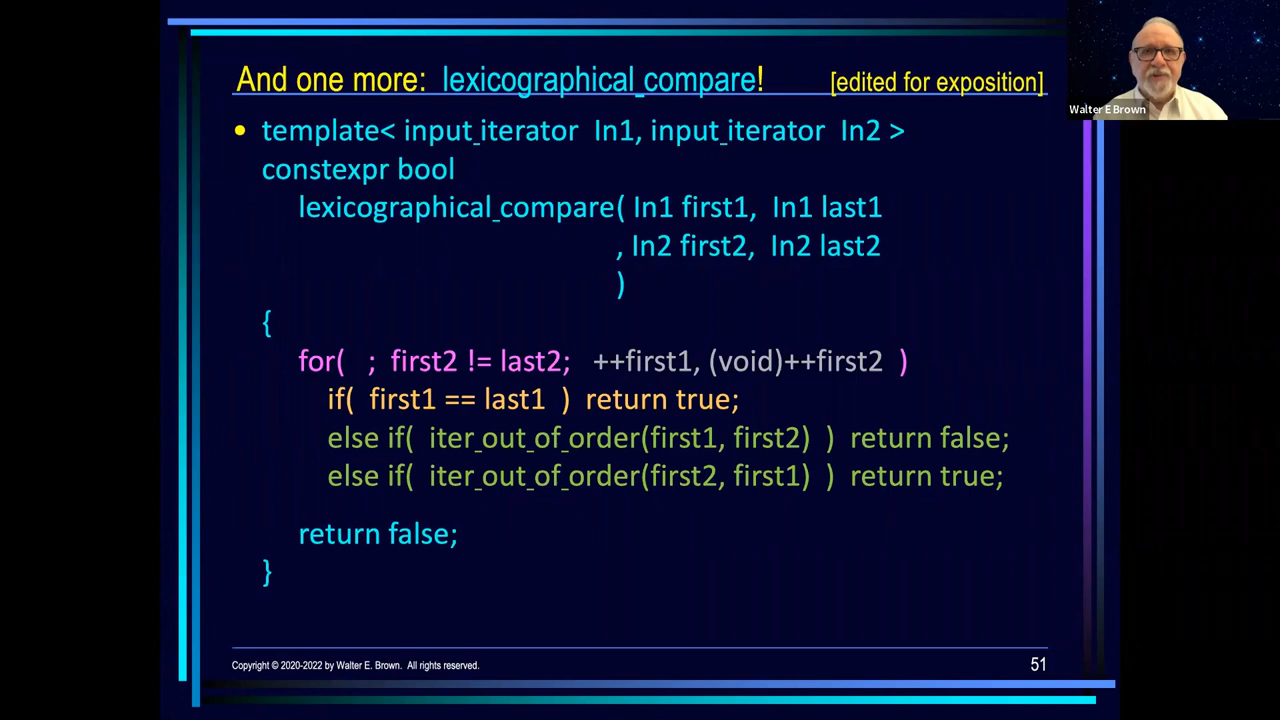 And one more: lexicographical_compare! [edited for exposition]
Walter E Brown
• template< input_iterator In1, input_iterator In2 >
constexpr bool
lexicographical_compare( In1 first1, In1 last1
, In2 first2, In2 last2
)
{
for( ; first2 != last2; ++first1, (void)++first2 )
if( first1 == last1 ) return true;
else if( iter_out_of_order(first1, first2) ) return false;
else if( iter_out_of_order(first2, first1) ) return true;
return false;
}
Copyright © 2020-2022 by Walter E. Brown. All rights reserved. 51